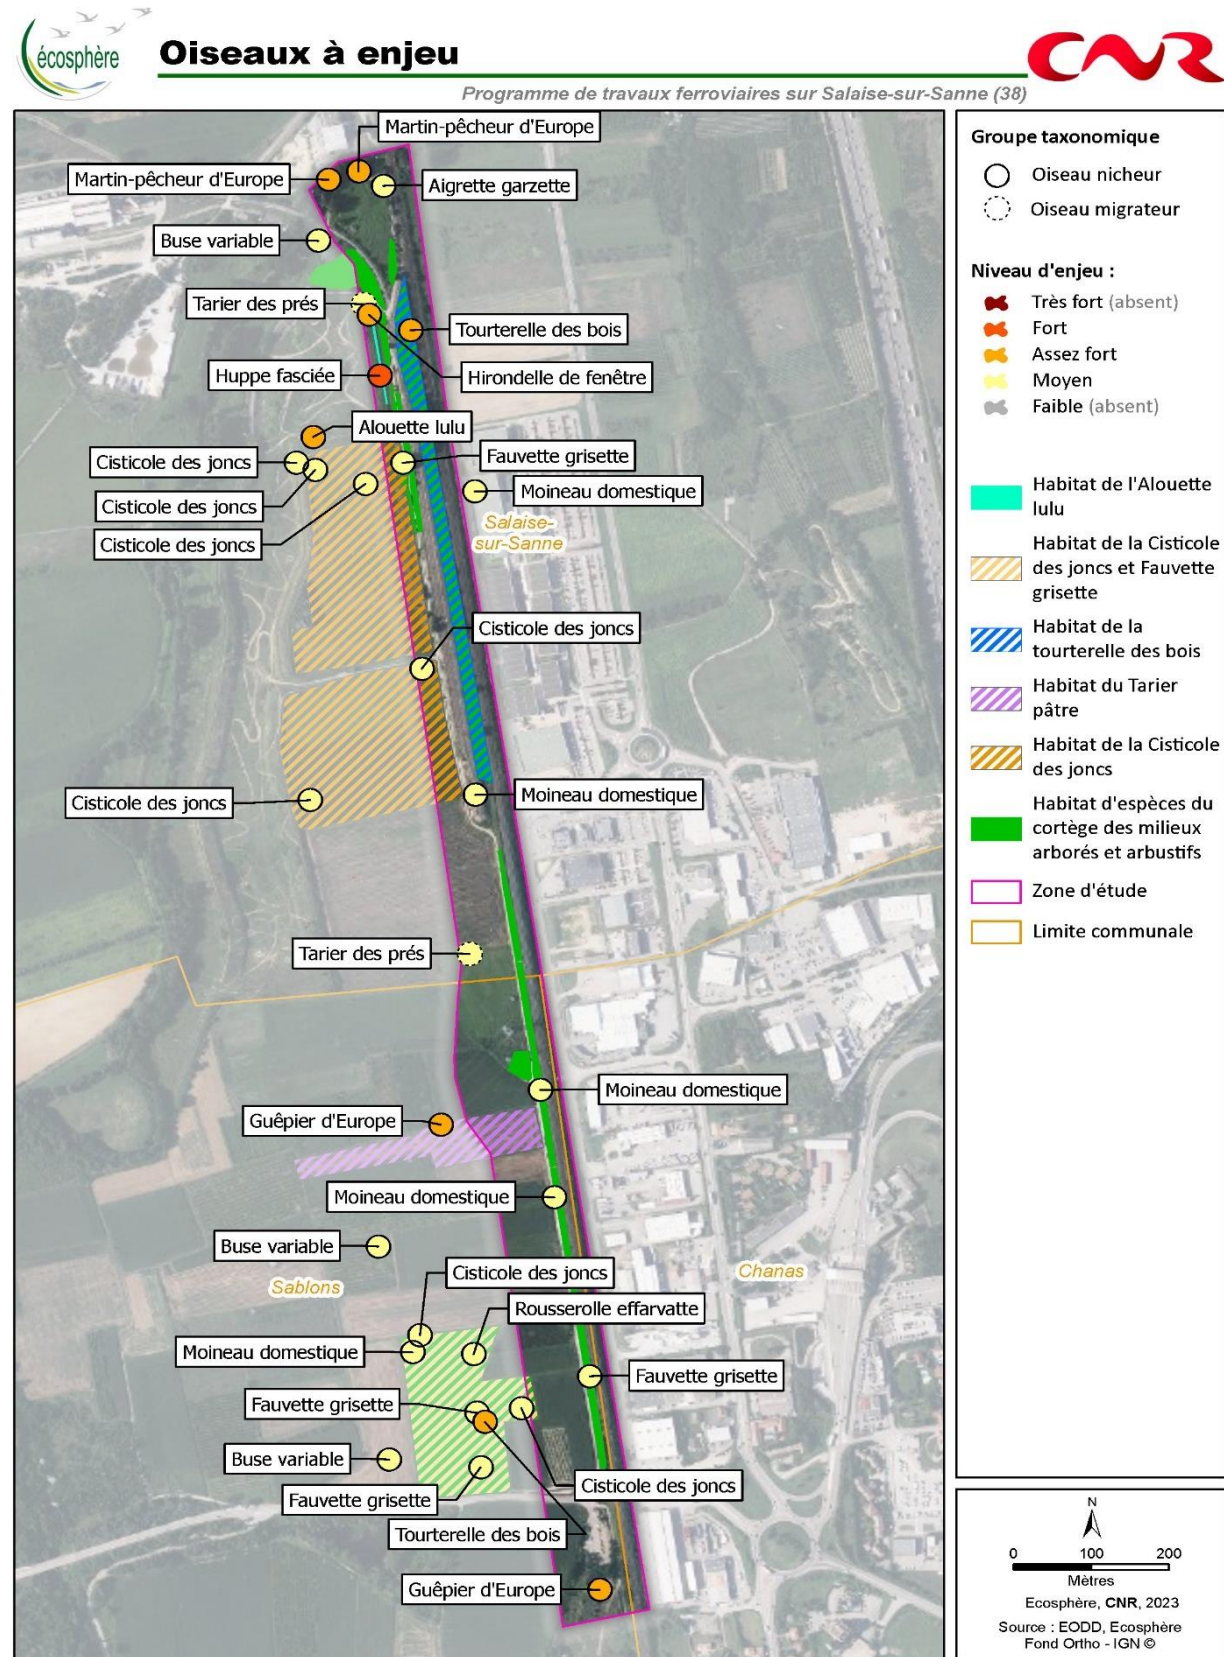 écosphère
Oiseaux à enjeu
CNR
Programme de travaux ferroviaires sur Salaise-sur-Sanne (38)
Martin-pêcheur d'Europe
Martin-pêcheur d'Europe
Aigrette garzette
Buse variable
Tarier des prés
Tourterelle des bois
Huppe fasciée
Hirondelle de fenêtre
Alouette lulu
Cisticole des joncs
Fauvette grisette
Cisticole des joncs
Moineau domestique
Cisticole des joncs
Salaise-
sur-Sanne
Cisticole des joncs
Cisticole des joncs
Moineau domestique
Tarier des prés
Moineau domestique
Guêpier d'Europe
Moineau domestique
Buse variable
Cisticole des joncs
Chanas
Sablons
Rousserolle effarvatte
Moineau domestique
Fauvette grisette
Fauvette grisette
Buse variable
Cisticole des joncs
Fauvette grisette
Tourterelle des bois
Guêpier d'Europe
Groupe taxonomique
Oiseau nicheur
Oiseau migrateur
Niveau d'enjeu :
Très fort (absent)
Fort
Assez fort
Moyen
Faible (absent)
Habitat de l'Alouette
lulu
Habitat de la Cisticole
des joncs et Fauvette
grisette
Habitat de la
tourterelle des bois
Habitat du Tarier
pâtre
Habitat de la Cisticole
des joncs
Habitat d'espèces du
cortège des milieux
arborés et arbustifs
Zone d'étude
Limite communale
N
0 100 200
Mètres
Ecosphère, CNR, 2023
Source : EODD, Ecosphère
Fond Ortho - IGN ©